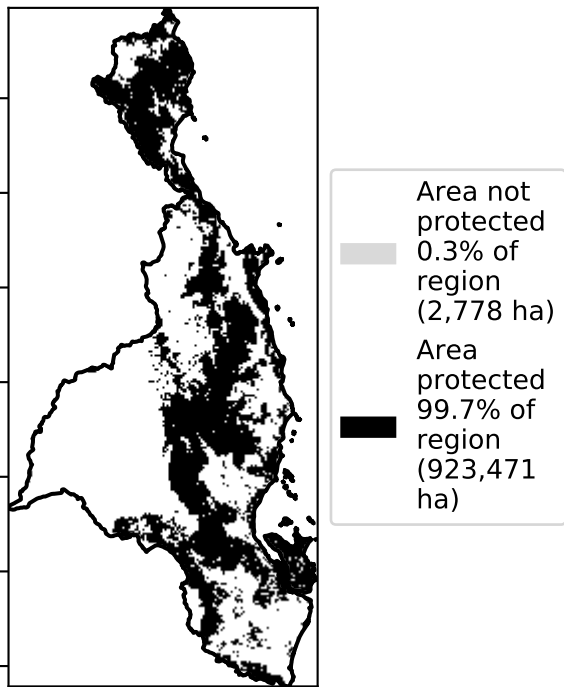 Area not
protected
0.3% of
region
(2,778 ha)
Area
protected
99.7% of
region
(923,471
ha)